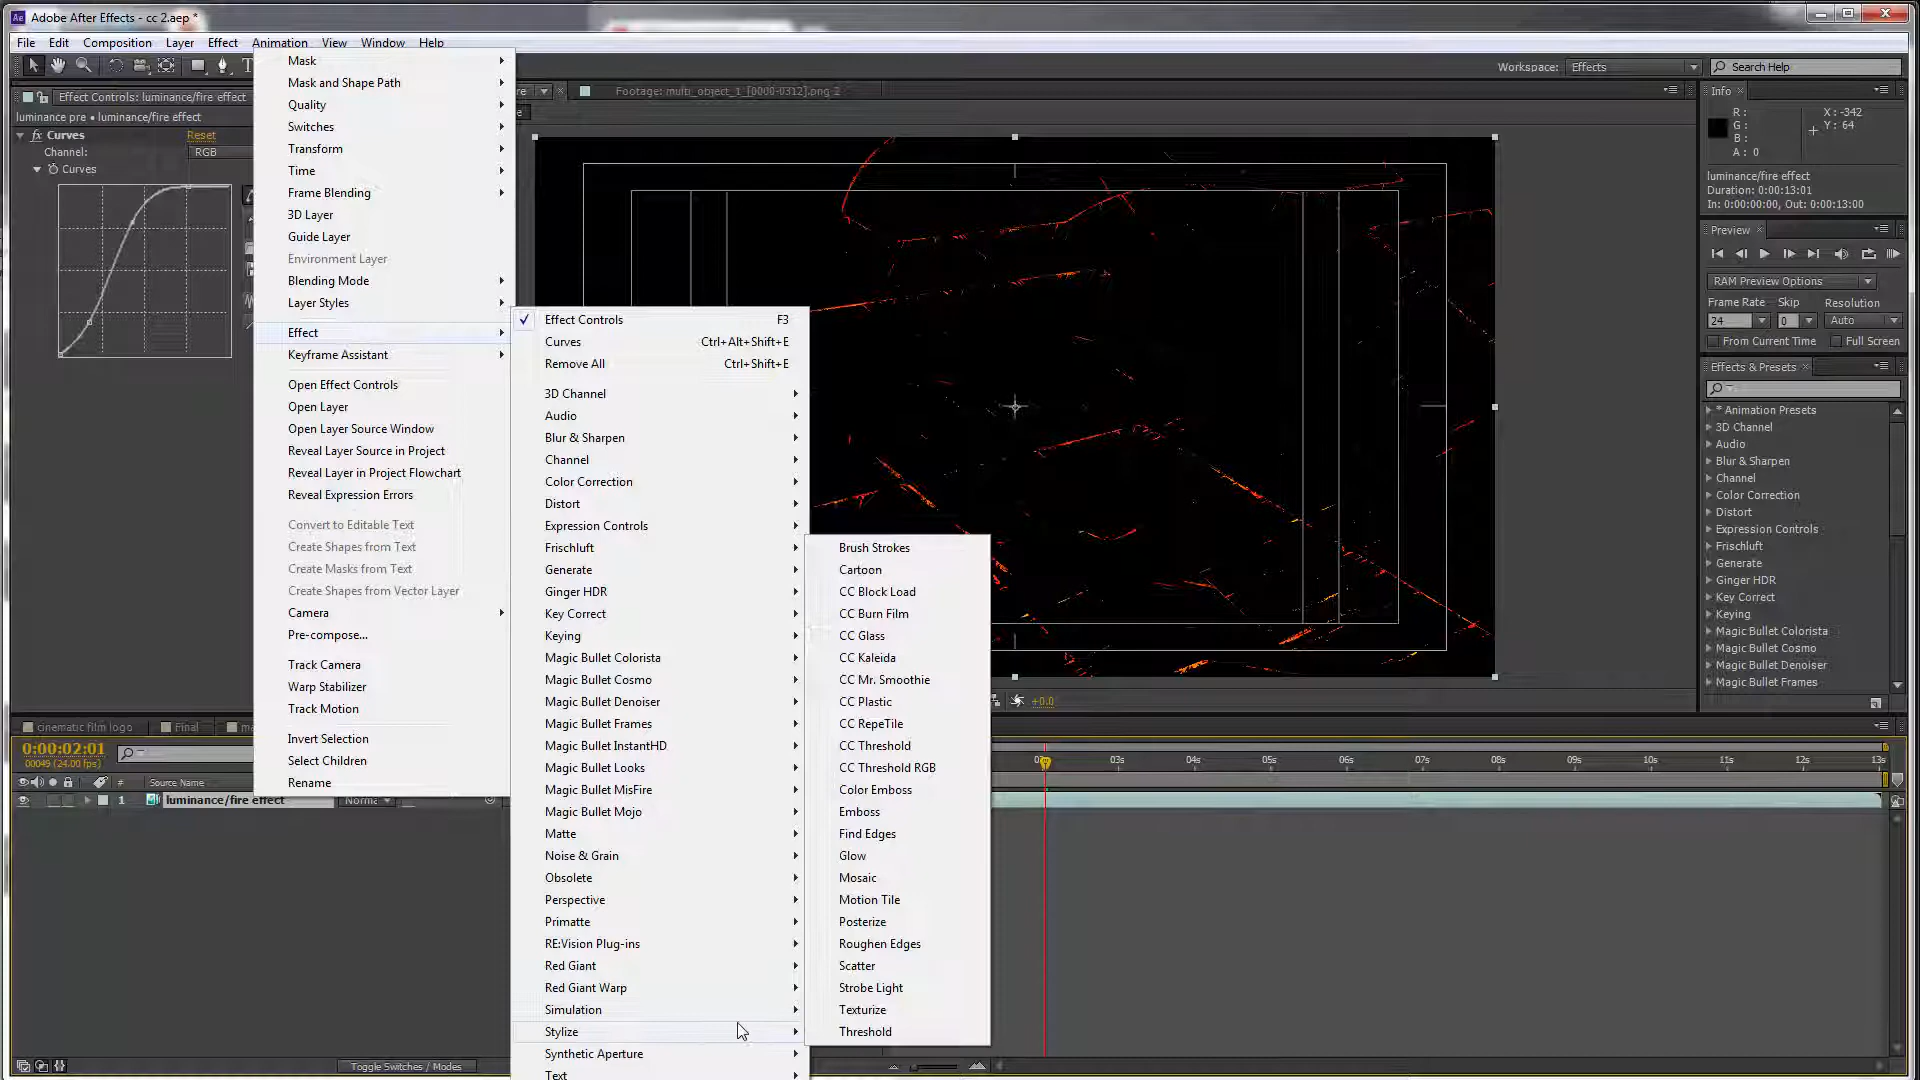 Adobe After Effects - cc 2.aep *
File Edit Composition Layer Effect Animation View Window Help
Workspace: Effects
Search Help
Effect Controls: luminance/fire effect
luminance pre • luminance/fire effect
fx Curves Reset
Channel: RGB
Curves
Footage: multi_object_1_[0000-0312].png 2
Mask
Mask and Shape Path
Quality
Switches
Transform
Time
Frame Blending
3D Layer
Guide Layer
Environment Layer
Blending Mode
Layer Styles
Effect
Keyframe Assistant
Open Effect Controls
Open Layer
Open Layer Source Window
Reveal Layer Source in Project
Reveal Layer in Project Flowchart
Reveal Expression Errors
Convert to Editable Text
Create Shapes from Text
Create Masks from Text
Create Shapes from Vector Layer
Camera
Pre-compose...
Track Camera
Warp Stabilizer
Track Motion
Invert Selection
Select Children
Rename
Effect Controls F3
Curves Ctrl+Alt+Shift+E
Remove All Ctrl+Shift+E
3D Channel
Audio
Blur & Sharpen
Channel
Color Correction
Distort
Expression Controls
Frischluft
Generate
Ginger HDR
Key Correct
Keying
Magic Bullet Colorista
Magic Bullet Cosmo
Magic Bullet Denoiser
Magic Bullet Frames
Magic Bullet InstantHD
Magic Bullet Looks
Magic Bullet MisFire
Magic Bullet Mojo
Matte
Noise & Grain
Obsolete
Perspective
Primatte
RE:Vision Plug-ins
Red Giant
Red Giant Warp
Simulation
Stylize
Synthetic Aperture
Text
Brush Strokes
Cartoon
CC Block Load
CC Burn Film
CC Glass
CC Kaleida
CC Mr. Smoothie
CC Plastic
CC RepeTile
CC Threshold
CC Threshold RGB
Color Emboss
Emboss
Find Edges
Glow
Mosaic
Motion Tile
Posterize
Roughen Edges
Scatter
Strobe Light
Texturize
Threshold
Info
R: X: -342
G: Y: 64
B:
A: 0
luminance/fire effect
Duration: 0:00:13:01
In: 0:00:00:00, Out: 0:00:13:00
Preview
RAM Preview Options
Frame Rate Skip Resolution
24 0 Auto
From Current Time Full Screen
Effects & Presets
* Animation Presets
3D Channel
Audio
Blur & Sharpen
Channel
Color Correction
Distort
Expression Controls
Frischluft
Generate
Ginger HDR
Key Correct
Keying
Magic Bullet Colorista
Magic Bullet Cosmo
Magic Bullet Denoiser
Magic Bullet Frames
+0.0
cinematic film logo Final
0:00:02:01
00049 (24.00 fps)
# Source Name
1 luminance/fire effect
03s 04s 05s 06s 07s 08s 09s 10s 11s 12s 13s
Toggle Switches / Modes